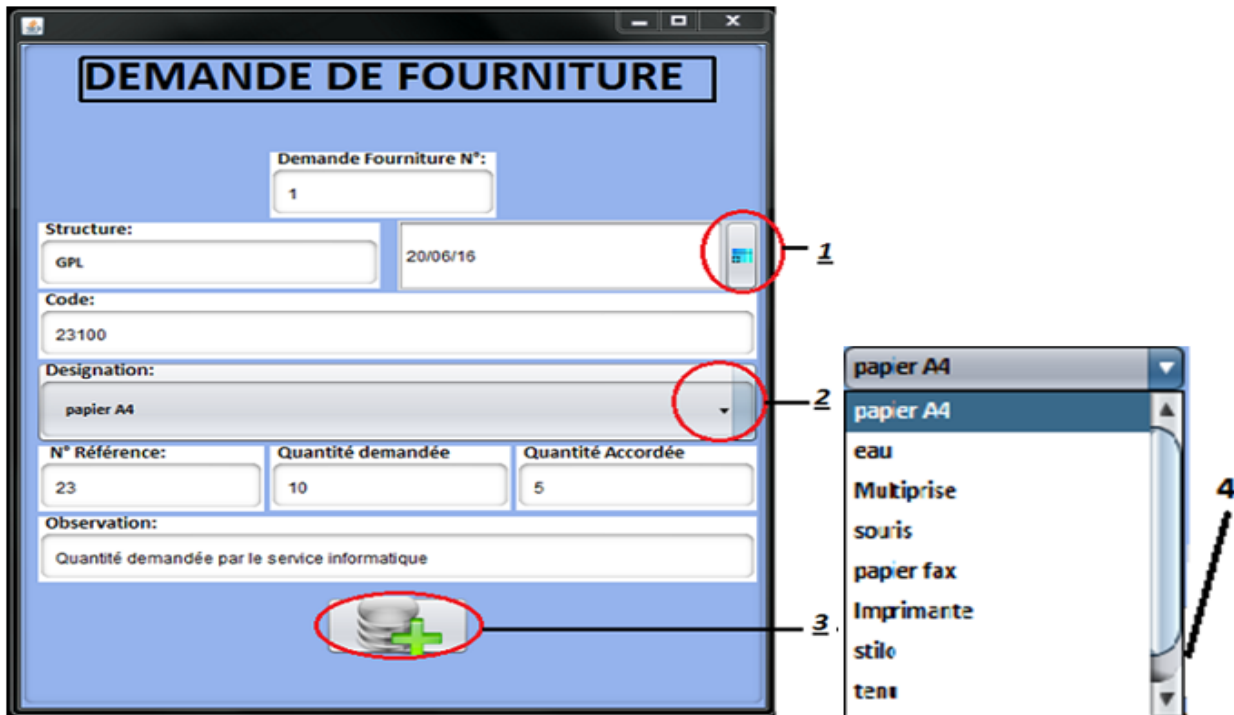 DEMANDE DE FOURNITURE
Demande Fourniture N°:
1
Structure:
GPL
20/06/16
1
Code:
23100
Designation:
papier A4
2
N° Référence:
Quantité demandée
Quantité Accordée
23
10
5
Observation:
Quantité demandée par le service informatique
3
papier A4
papier A4
eau
Multiprise
souris
papier fax
Imprimante
stilo
tenu
4